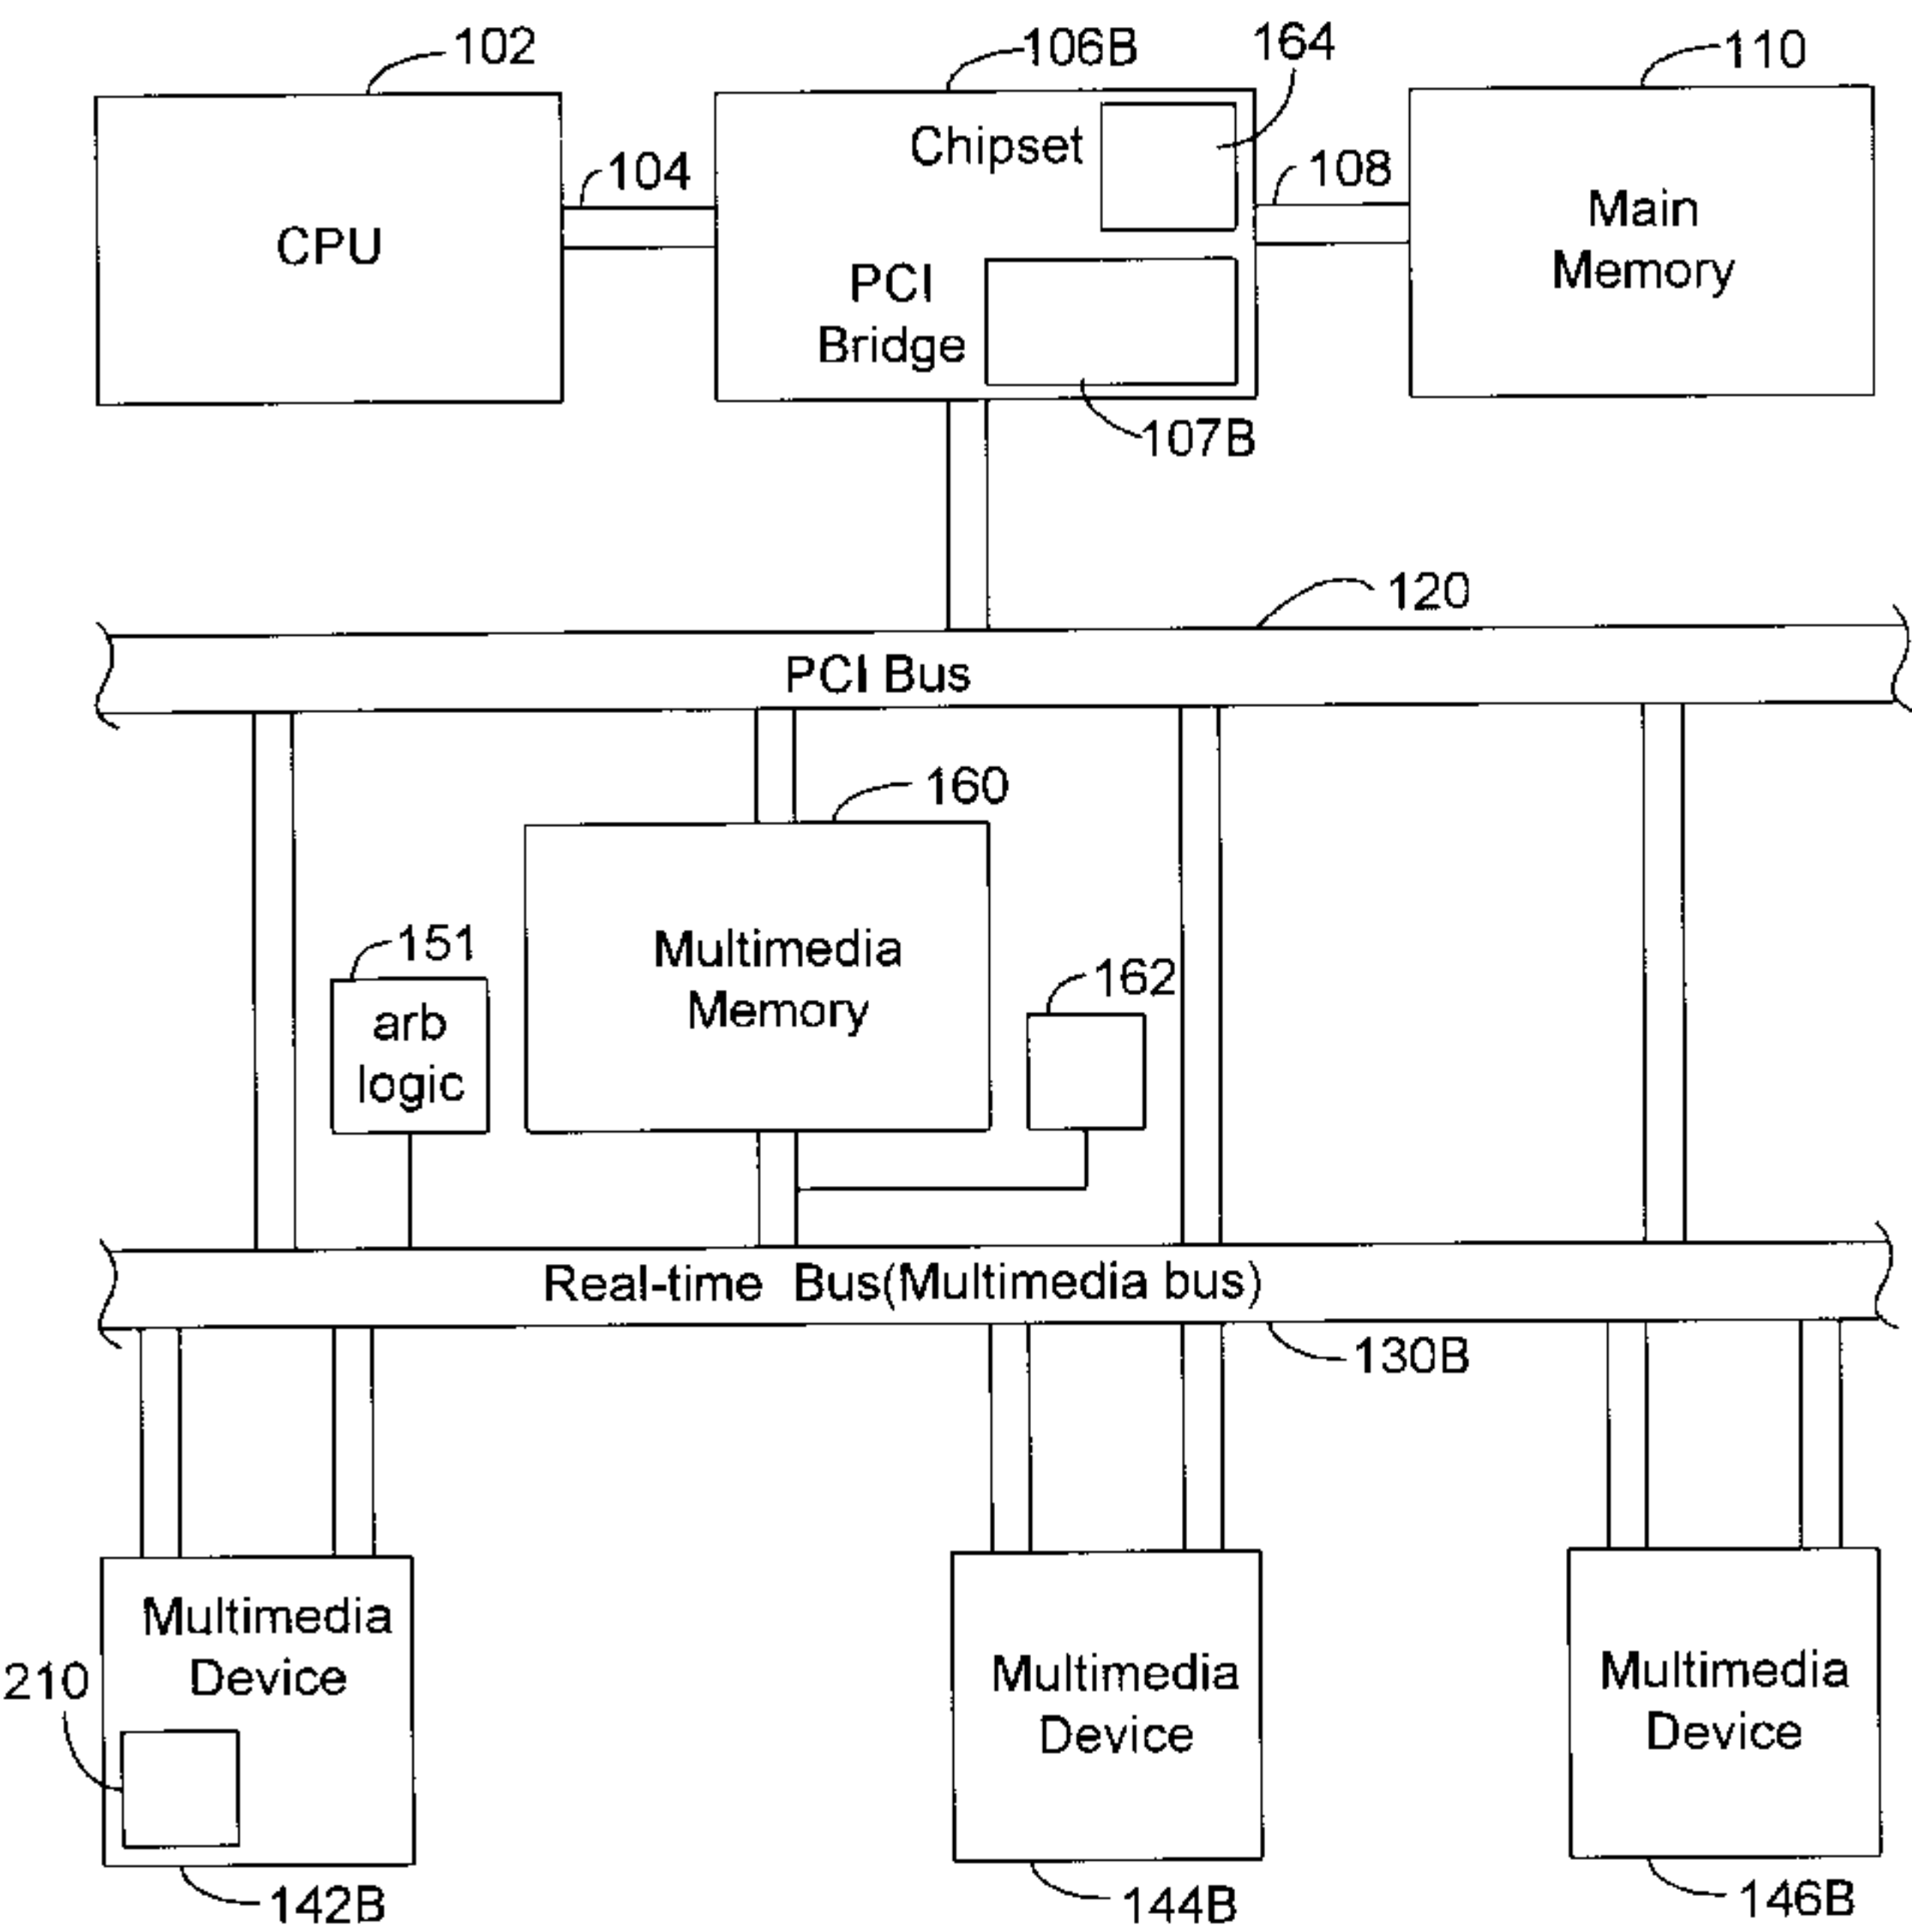 102
106B
164
110
Chipset
104
108
CPU
Main
Memory
PCI
Bridge
107B
120
PCI Bus
160
151
Multimedia
Memory
162
arb
logic
Real-time Bus(Multimedia bus)
130B
Multimedia
Device
210
Multimedia
Device
Multimedia
Device
142B
144B
146B